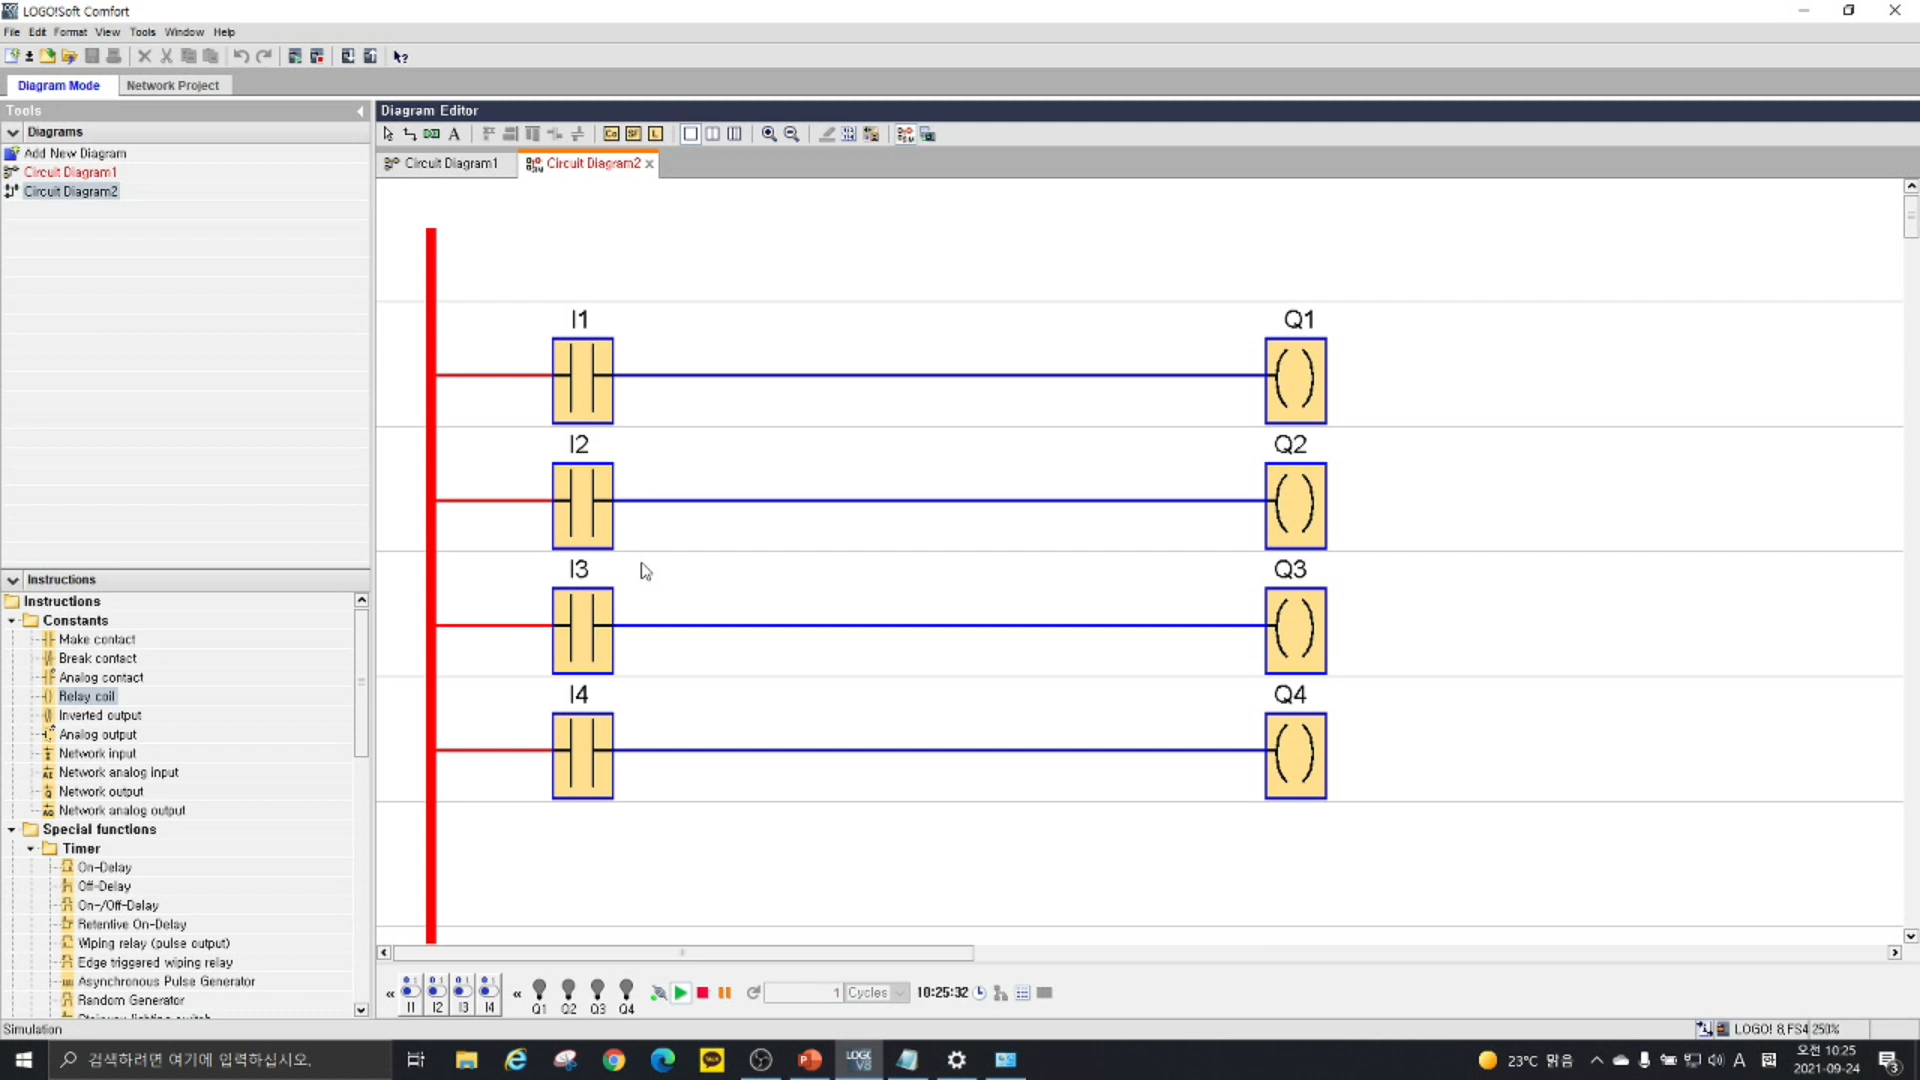 LOGO!Soft Comfort
File Edit Format View Tools Window Help
Diagram Mode Network Project
Tools
Diagrams
Add New Diagram
Circuit Diagram1
Circuit Diagram2
Instructions
Instructions
Constants
Make contact
Break contact
Analog contact
Relay coil
Inverted output
Analog output
Network input
Network analog input
Network output
Network analog output
Special functions
Timer
On-Delay
Off-Delay
On-/Off-Delay
Retentive On-Delay
Wiping relay (pulse output)
Edge triggered wiping relay
Asynchronous Pulse Generator
Random Generator
Diagram Editor
Circuit Diagram1 Circuit Diagram2
I1 Q1
I2 Q2
I3 Q3
I4 Q4
I1 I2 I3 I4 Q1 Q2 Q3 Q4 1 Cycles 10:25:32
Simulation
LOGO! 8.FS4 250%
검색하려면 여기에 입력하십시오.
23°C 맑음
A
오전 10:25
2021-09-24
3